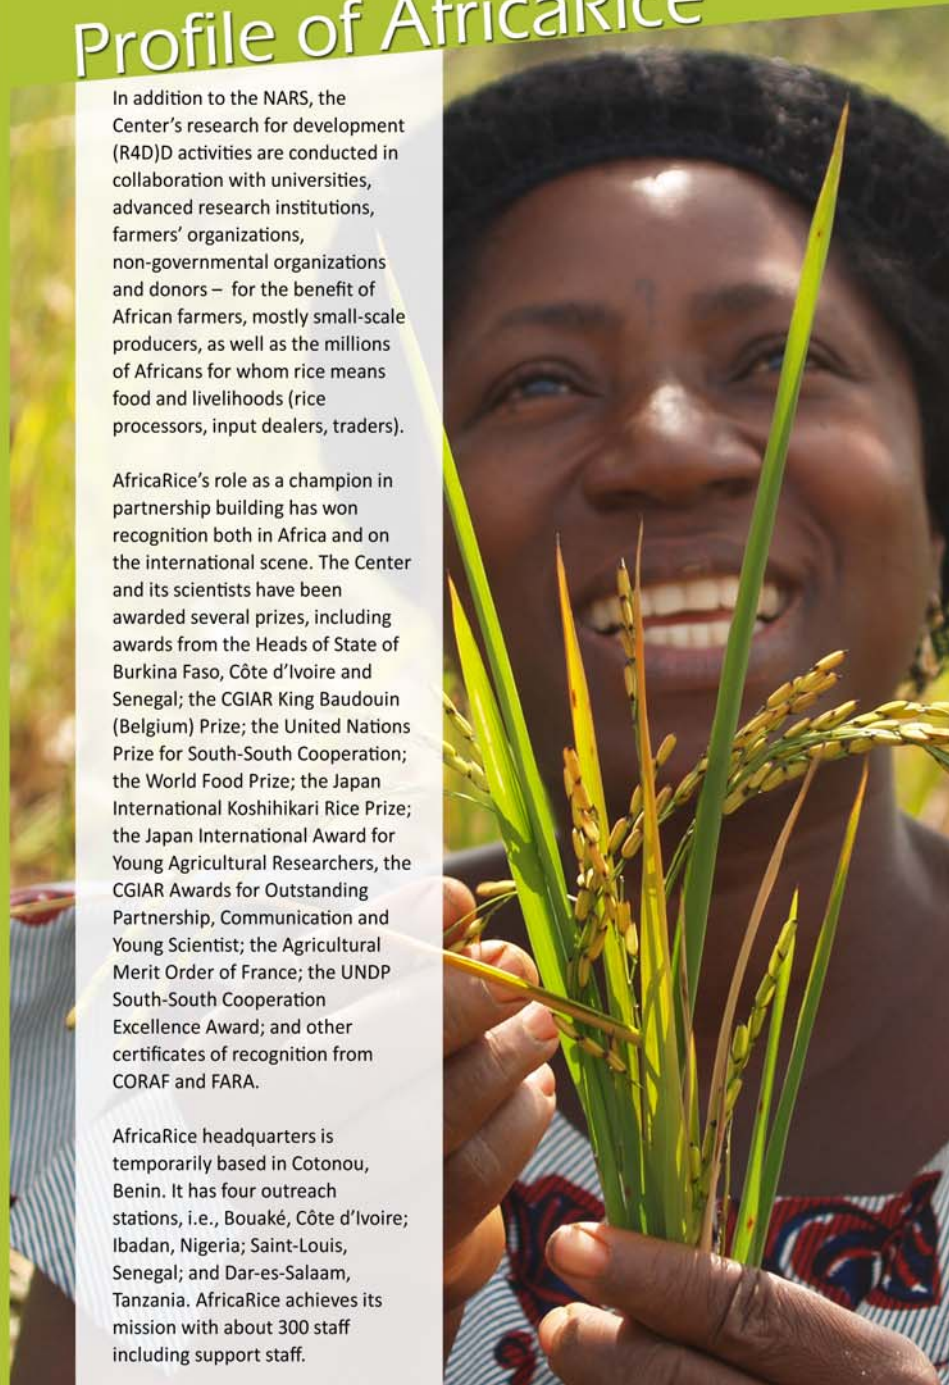 Profile of AfricaRice
In addition to the NARS, the
Center's research for development
(R4D)D activities are conducted in
collaboration with universities,
advanced research institutions,
farmers' organizations,
non-governmental organizations
and donors – for the benefit of
African farmers, mostly small-scale
producers, as well as the millions
of Africans for whom rice means
food and livelihoods (rice
processors, input dealers, traders).
AfricaRice's role as a champion in
partnership building has won
recognition both in Africa and on
the international scene. The Center
and its scientists have been
awarded several prizes, including
awards from the Heads of State of
Burkina Faso, Côte d'Ivoire and
Senegal; the CGIAR King Baudouin
(Belgium) Prize; the United Nations
Prize for South-South Cooperation;
the World Food Prize; the Japan
International Koshihikari Rice Prize;
the Japan International Award for
Young Agricultural Researchers, the
CGIAR Awards for Outstanding
Partnership, Communication and
Young Scientist; the Agricultural
Merit Order of France; the UNDP
South-South Cooperation
Excellence Award; and other
certificates of recognition from
CORAF and FARA.
AfricaRice headquarters is
temporarily based in Cotonou,
Benin. It has four outreach
stations, i.e., Bouaké, Côte d'Ivoire;
Ibadan, Nigeria; Saint-Louis,
Senegal; and Dar-es-Salaam,
Tanzania. AfricaRice achieves its
mission with about 300 staff
including support staff.